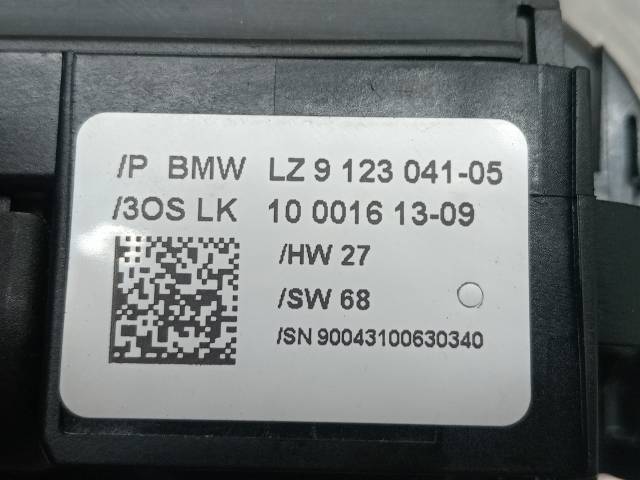 /P BMW LZ 9 123 041-05
/3OS LK 10 0016 13-09
/HW 27
/SW 68
/SN 90043100630340